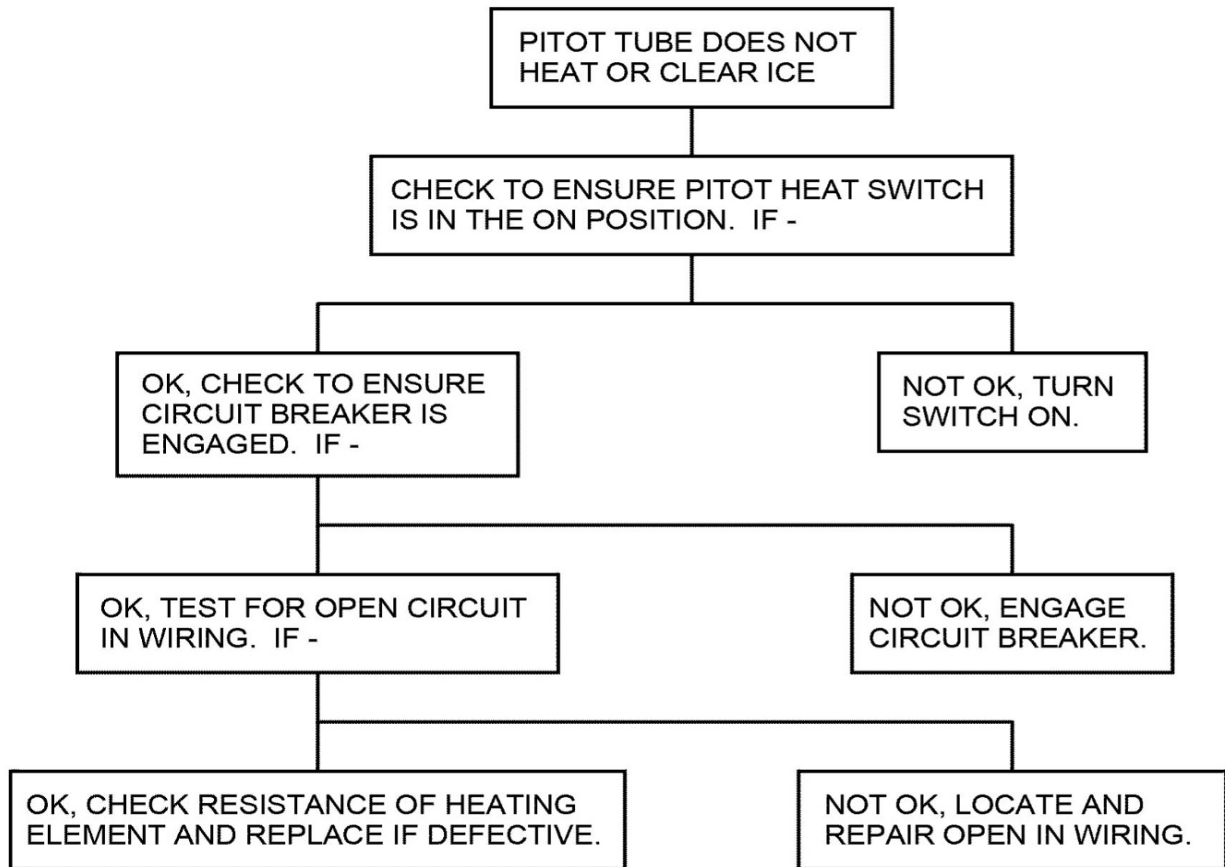 PITOT TUBE DOES NOT
HEAT OR CLEAR ICE
CHECK TO ENSURE PITOT HEAT SWITCH
IS IN THE ON POSITION.  IF -
OK, CHECK TO ENSURE
CIRCUIT BREAKER IS
ENGAGED.  IF -
NOT OK, TURN
SWITCH ON.
OK, TEST FOR OPEN CIRCUIT
IN WIRING.  IF -
NOT OK, ENGAGE
CIRCUIT BREAKER.
OK, CHECK RESISTANCE OF HEATING
ELEMENT AND REPLACE IF DEFECTIVE.
NOT OK, LOCATE AND
REPAIR OPEN IN WIRING.